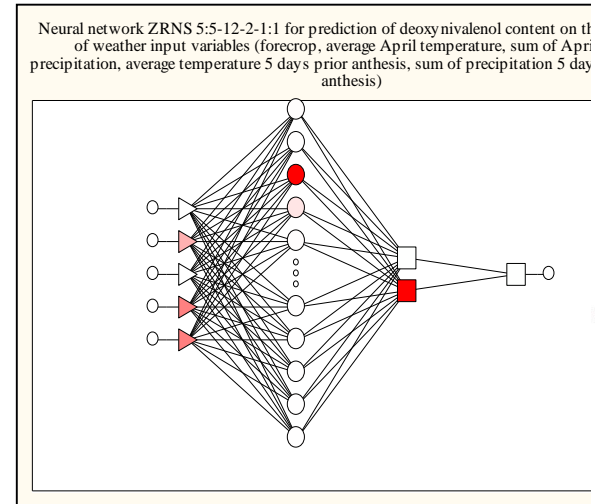 Neural network ZRNS 5:5-12-2-1:1 for prediction of deoxynivalenol content on th
of weather input variables (forecrop, average April temperature, sum of Apri
precipitation, average temperature 5 days prior anthesis, sum of precipitation 5 day
anthesis)